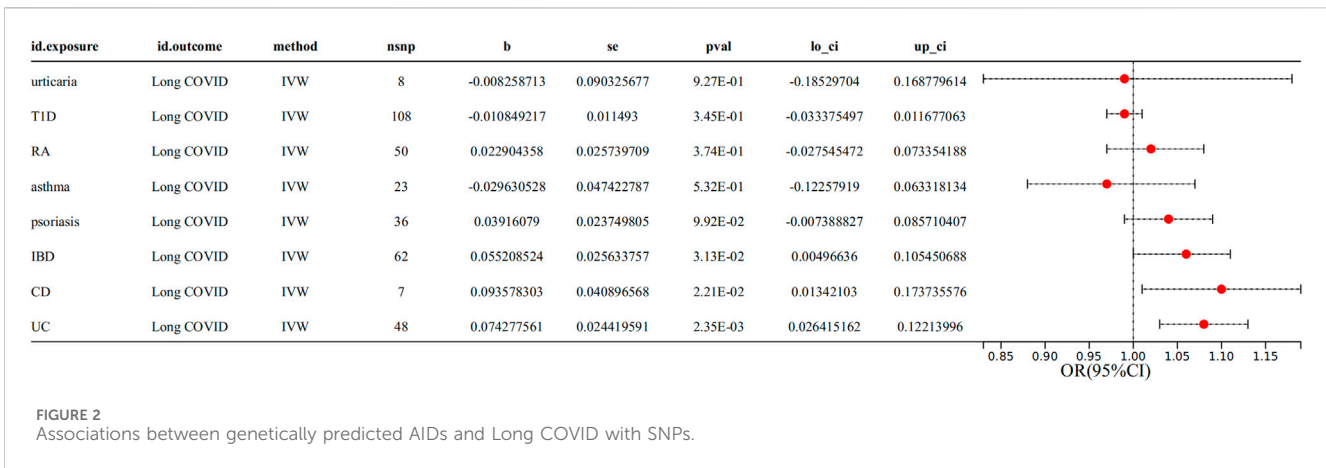 id.exposure id.outcome method nsnp b se pval lo_ci up_ci
urticaria Long COVID IVW 8 -0.008258713 0.090325677 9.27E-01 -0.18529704 0.168779614
T1D Long COVID IVW 108 -0.010849217 0.011493 3.45E-01 -0.033375497 0.011677063
RA Long COVID IVW 50 0.022904358 0.025739709 3.74E-01 -0.027545472 0.073354188
asthma Long COVID IVW 23 -0.029630528 0.047422787 5.32E-01 -0.12257919 0.063318134
psoriasis Long COVID IVW 36 0.03916079 0.023749805 9.92E-02 -0.007388827 0.085710407
IBD Long COVID IVW 62 0.055208524 0.025633757 3.13E-02 0.00496636 0.105450688
CD Long COVID IVW 7 0.093578303 0.040896568 2.21E-02 0.01342103 0.173735576
UC Long COVID IVW 48 0.074277561 0.024419591 2.35E-03 0.026415162 0.12213996
0.85 0.90 0.95 1.00 1.05 1.10 1.15
OR(95%CI)
FIGURE 2
Associations between genetically predicted AIDs and Long COVID with SNPs.